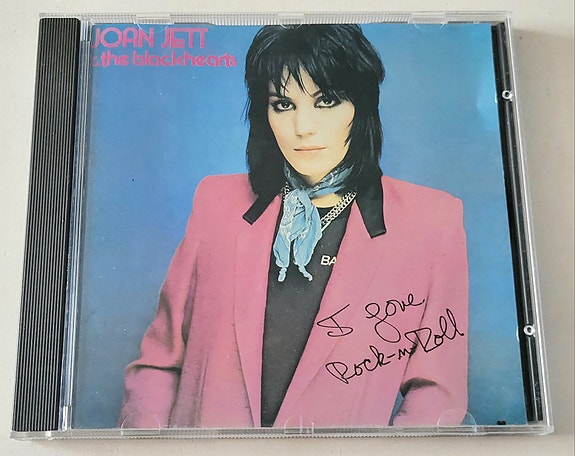 JOAN JETT
& the blackhearts
BA
I Love
Rock-n-Roll